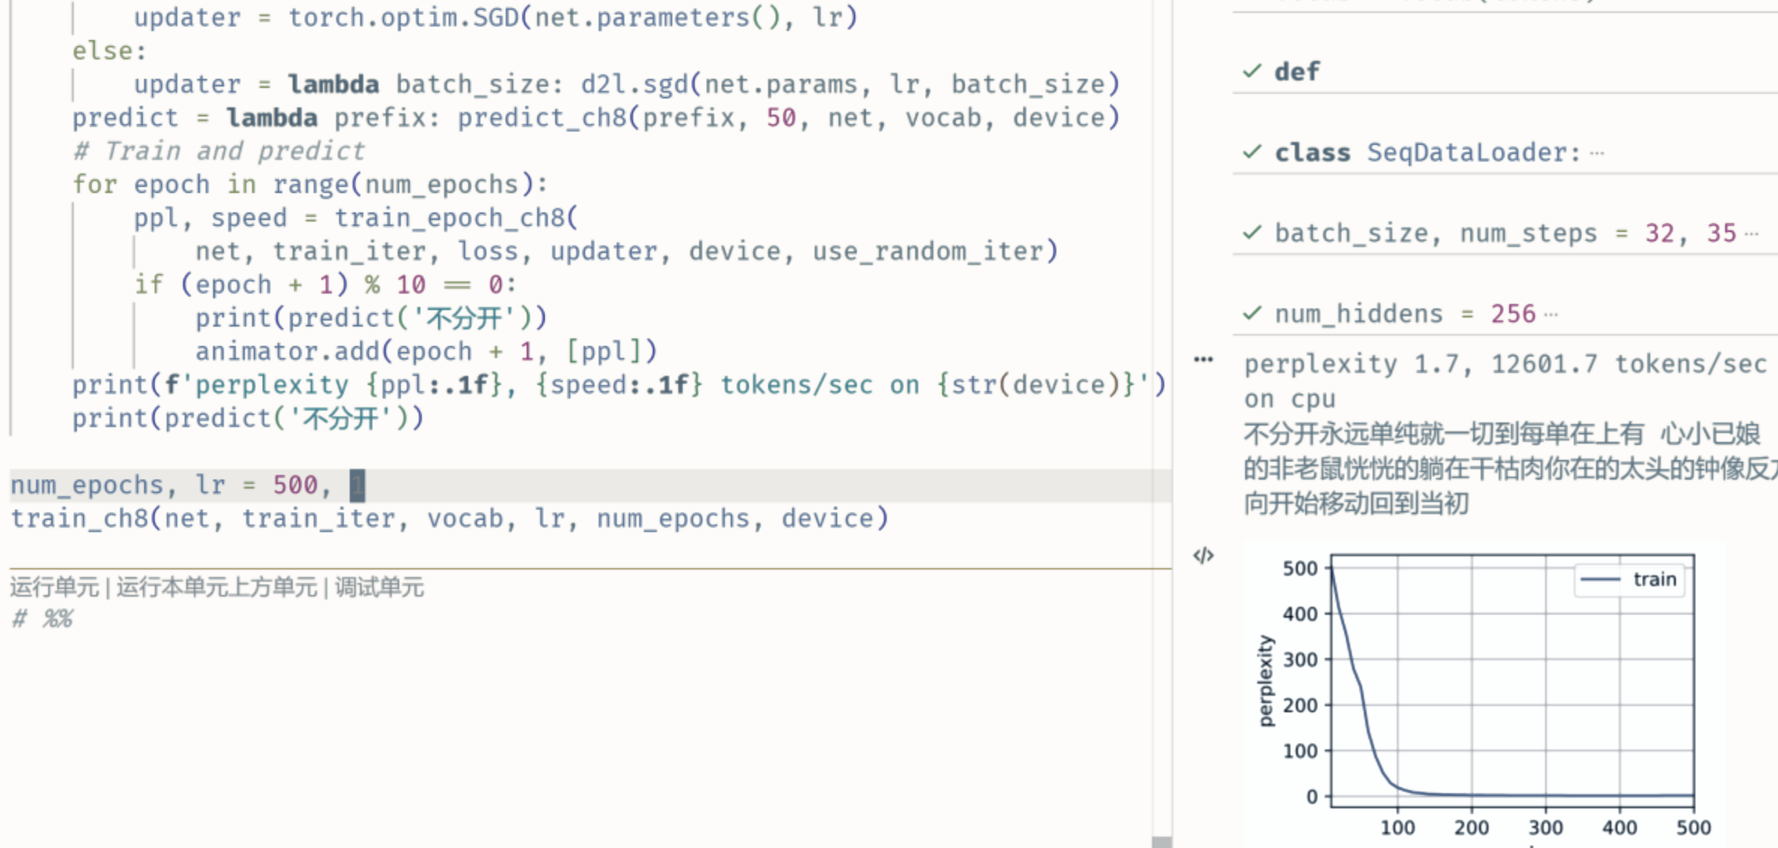 updater = torch.optim.SGD(net.parameters(), lr)
else:
updater = lambda batch_size: d2l.sgd(net.params, lr, batch_size)
predict = lambda prefix: predict_ch8(prefix, 50, net, vocab, device)
# Train and predict
for epoch in range(num_epochs):
ppl, speed = train_epoch_ch8(
net, train_iter, loss, updater, device, use_random_iter)
if (epoch + 1) % 10 == 0:
print(predict('不分开'))
animator.add(epoch + 1, [ppl])
print(f'perplexity {ppl:.1f}, {speed:.1f} tokens/sec on {str(device)}')
print(predict('不分开'))
num_epochs, lr = 500, 1
train_ch8(net, train_iter, vocab, lr, num_epochs, device)
运行单元 | 运行本单元上方单元 | 调试单元
# %%
def
class SeqDataLoader: ...
batch_size, num_steps = 32, 35 ...
num_hiddens = 256 ...
perplexity 1.7, 12601.7 tokens/sec
on cpu
不分开永远单纯就一切到每单在上有 心小已娘
的非老鼠恍恍的躺在干枯肉你在的太头的钟像反方
向开始移动回到当初
train
perplexity
500
400
300
200
100
0
100 200 300 400 500